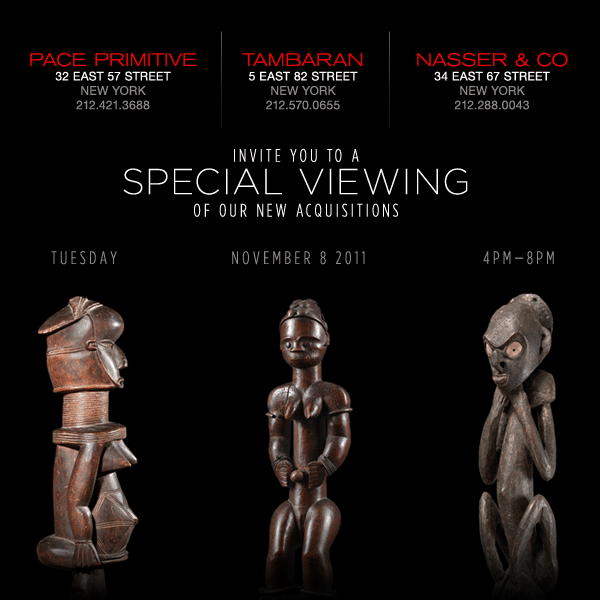 PACE PRIMITIVE
32 EAST 57 STREET
NEW YORK
212.421.3688
TAMBARAN
5 EAST 82 STREET
NEW YORK
212.570.0655
NASSER & CO
34 EAST 67 STREET
NEW YORK
212.288.0043
INVITE YOU TO A
SPECIAL VIEWING
OF OUR NEW ACQUISITIONS
TUESDAY NOVEMBER 8 2011 4PM–8PM